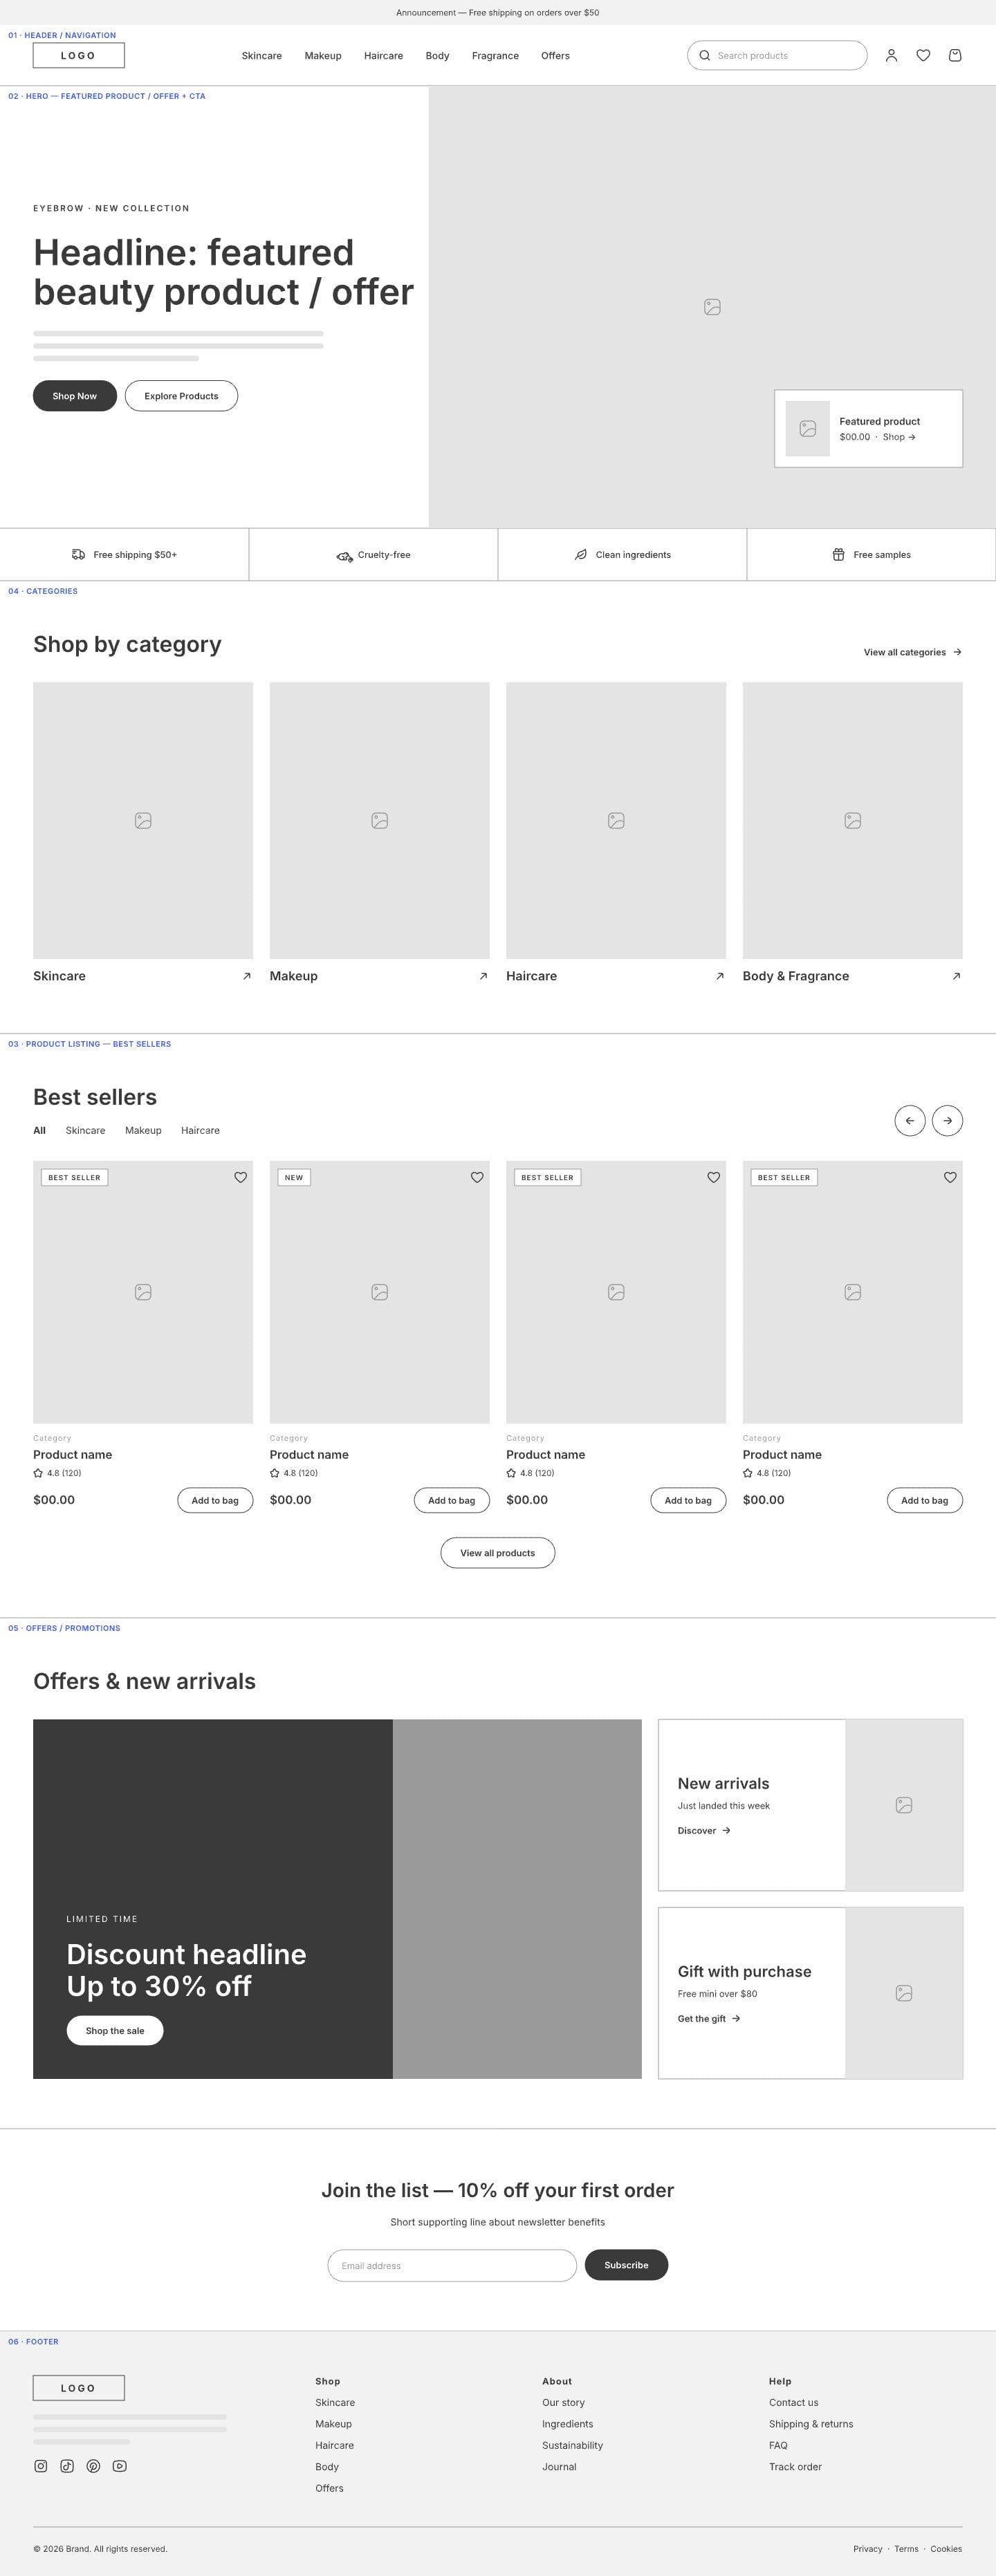 Announcement — Free shipping on orders over $50
01 · HEADER / NAVIGATION
LOGO
Skincare Makeup Haircare Body Fragrance Offers
Search products
02 · HERO — FEATURED PRODUCT / OFFER + CTA
EYEBROW · NEW COLLECTION
Headline: featured
beauty product / offer
Shop Now Explore Products
Featured product
$00.00 · Shop →
Free shipping $50+ Cruelty-free Clean ingredients Free samples
04 · CATEGORIES
Shop by category
View all categories →
Skincare Makeup Haircare Body & Fragrance
03 · PRODUCT LISTING — BEST SELLERS
Best sellers
All Skincare Makeup Haircare
BEST SELLER NEW BEST SELLER BEST SELLER
Category Category Category Category
Product name Product name Product name Product name
4.8 (120) 4.8 (120) 4.8 (120) 4.8 (120)
$00.00 Add to bag $00.00 Add to bag $00.00 Add to bag $00.00 Add to bag
View all products
05 · OFFERS / PROMOTIONS
Offers & new arrivals
LIMITED TIME
Discount headline
Up to 30% off
Shop the sale
New arrivals
Just landed this week
Discover →
Gift with purchase
Free mini over $80
Get the gift →
Join the list — 10% off your first order
Short supporting line about newsletter benefits
Email address Subscribe
06 · FOOTER
LOGO
Shop
Skincare
Makeup
Haircare
Body
Offers
About
Our story
Ingredients
Sustainability
Journal
Help
Contact us
Shipping & returns
FAQ
Track order
© 2026 Brand. All rights reserved.
Privacy · Terms · Cookies